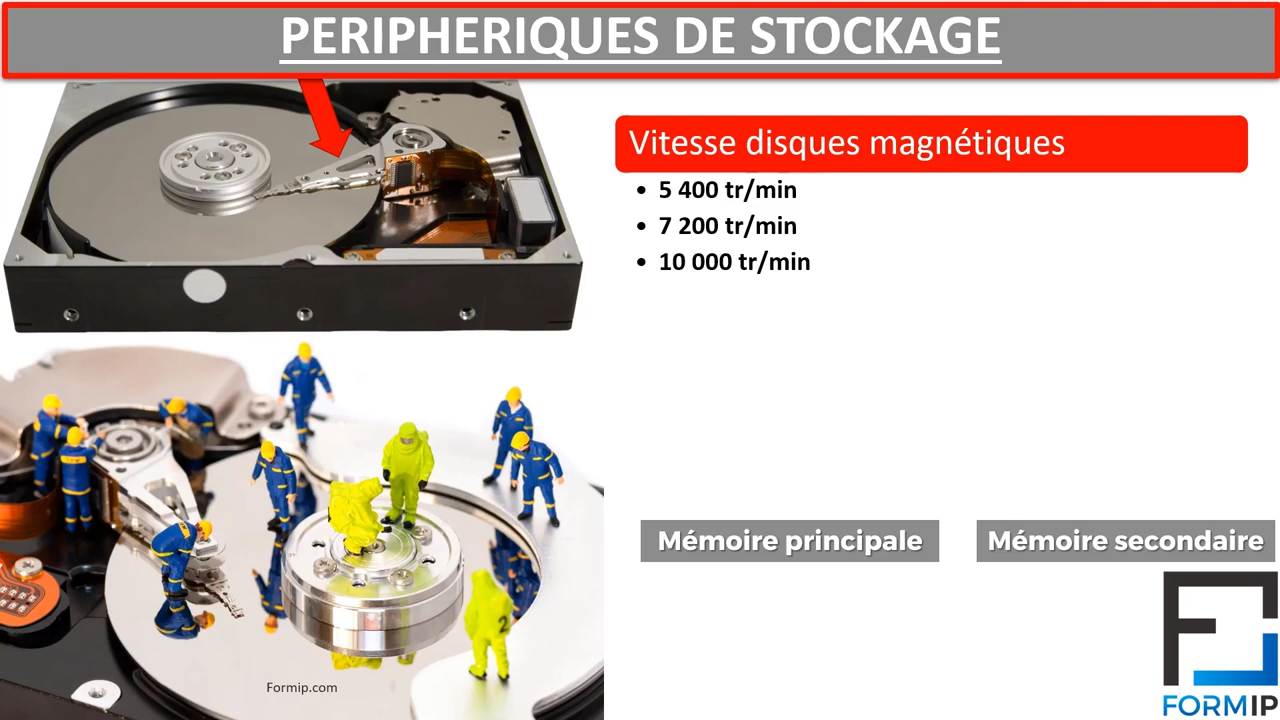 PERIPHERIQUES DE STOCKAGE
Vitesse disques magnétiques
• 5 400 tr/min
• 7 200 tr/min
• 10 000 tr/min
Mémoire principale
Mémoire secondaire
2
Formip.com
FORMIP